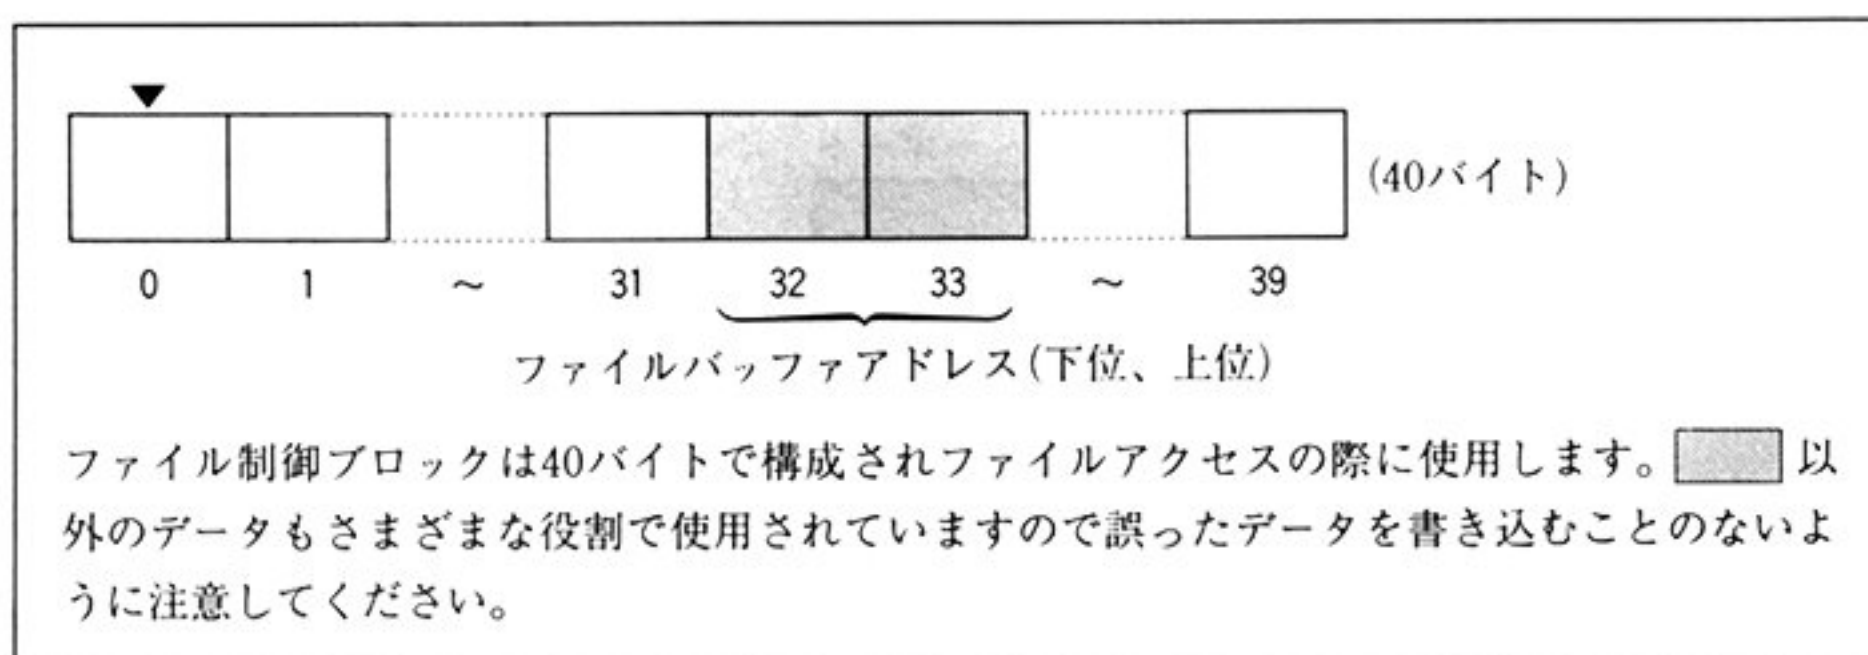 (40バイト)
0 1 ～ 31 32 33 ～ 39
ファイルバッファアドレス(下位、上位)
ファイル制御ブロックは40バイトで構成されファイルアクセスの際に使用します。 以
外のデータもさまざまな役割で使用されていますので誤ったデータを書き込むことのないよ
うに注意してください。